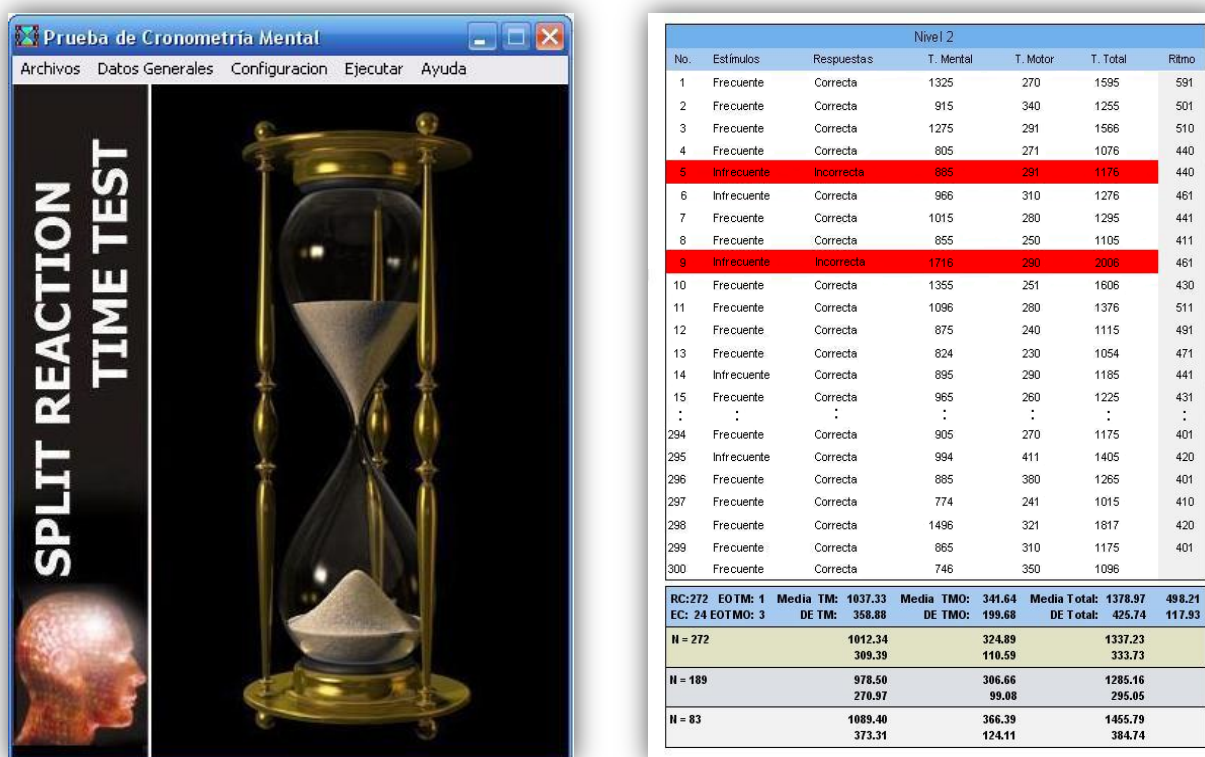 Prueba de Cronometría Mental
Archivos Datos Generales Configuracion Ejecutar Ayuda
SPLIT REACTION
TIME TEST
Nivel 2
No. Estímulos Respuestas T. Mental T. Motor T. Total Ritmo
1 Frecuente Correcta 1325 270 1595 591
2 Frecuente Correcta 915 340 1255 501
3 Frecuente Correcta 1275 291 1566 510
4 Frecuente Correcta 805 271 1076 440
5 Infrecuente Incorrecta 885 291 1176 440
6 Infrecuente Correcta 966 310 1276 461
7 Frecuente Correcta 1015 280 1295 441
8 Frecuente Correcta 855 250 1105 411
9 Infrecuente Incorrecta 1716 290 2006 461
10 Frecuente Correcta 1355 251 1606 430
11 Frecuente Correcta 1096 280 1376 511
12 Frecuente Correcta 875 240 1115 491
13 Frecuente Correcta 824 230 1054 471
14 Infrecuente Correcta 895 290 1185 441
15 Frecuente Correcta 965 260 1225 431
: : : : : : :
294 Frecuente Correcta 905 270 1175 401
295 Infrecuente Correcta 994 411 1405 420
296 Frecuente Correcta 885 380 1265 401
297 Frecuente Correcta 774 241 1015 410
298 Frecuente Correcta 1496 321 1817 420
299 Frecuente Correcta 865 310 1175 401
300 Frecuente Correcta 746 350 1096
RC:272 EOTM: 1 Media TM: 1037.33 Media TMO: 341.64 Media Total: 1378.97 498.21
EC: 24 EOTMO: 3 DE TM: 358.88 DE TMO: 199.68 DE Total: 425.74 117.93
N = 272 1012.34 324.89 1337.23
309.39 110.59 333.73
N = 189 978.50 306.66 1285.16
270.97 99.08 295.05
N = 83 1089.40 366.39 1455.79
373.31 124.11 384.74